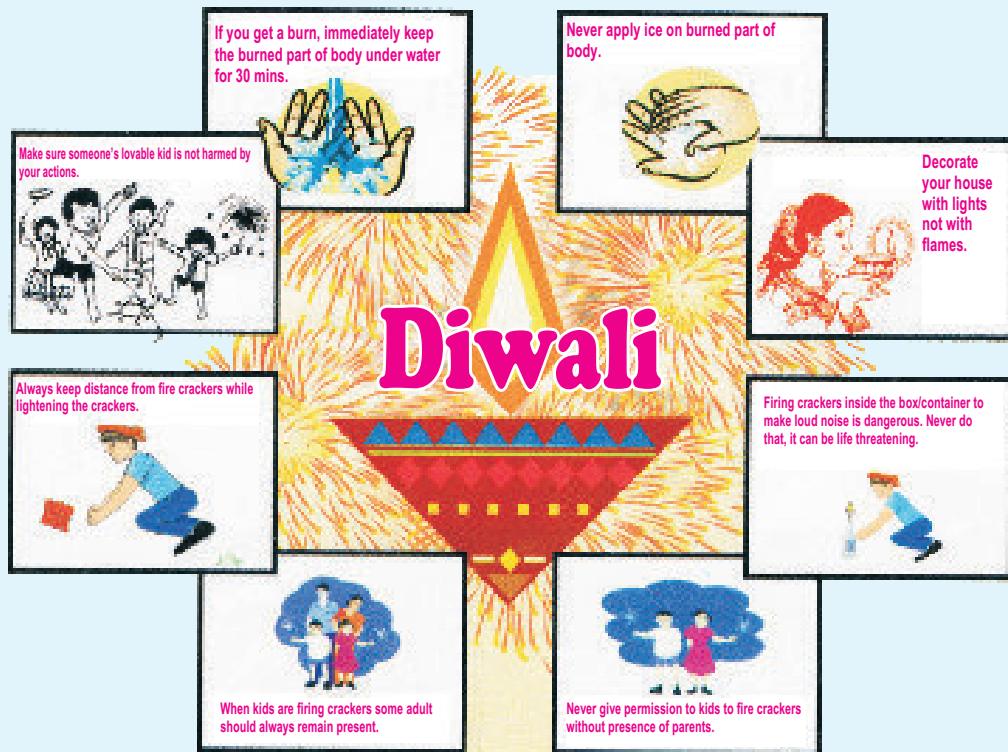 If you get a burn, immediately keep
the burned part of body under water
for 30 mins.
Never apply ice on burned part of
body.
Make sure someone's lovable kid is not harmed by
your actions.
Decorate
your house
with lights
not with
flames.
Diwali
Always keep distance from fire crackers while
lightening the crackers.
Firing crackers inside the box/container to
make loud noise is dangerous. Never do
that, it can be life threatening.
When kids are firing crackers some adult
should always remain present.
Never give permission to kids to fire crackers
without presence of parents.